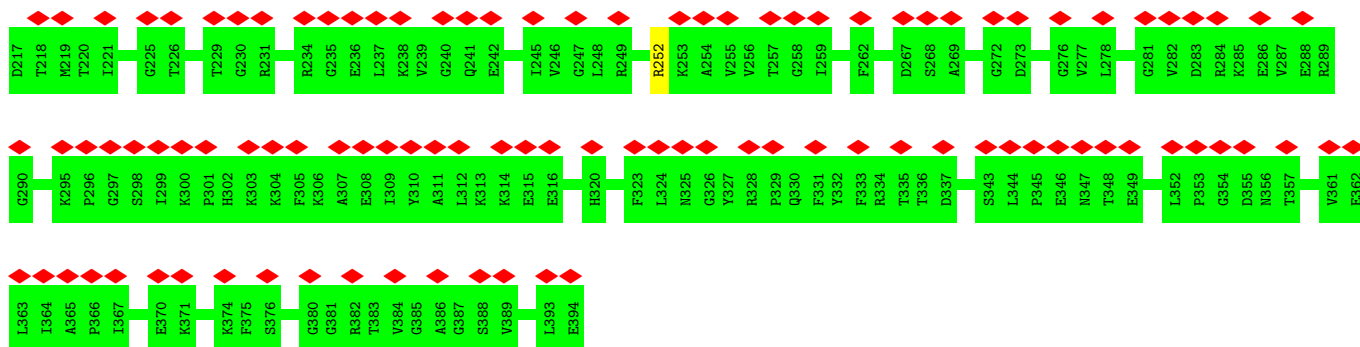 D217 T218 M219 T220 I221 G225 T226 T229 G230 R231 R234 G235 E236 L237 K238 V239 G240 Q241 E242 I245 V246 G247 L248 R249 R252 K253 A254 V255 V256 T257 G258 I259 F262 D267 S268 A269 G272 D273 G276 V277 L278 G281 V282 D283 R284 K285 E286 V287 E288 R289
G290 K295 P296 G297 S298 I299 K300 P301 H302 K303 K304 F305 K306 A307 E308 I309 Y310 A311 L312 K313 K314 E315 E316 H320 F323 L324 N325 G326 Y327 R328 P329 Q330 F331 Y332 F333 R334 T335 T336 D337 S343 L344 P345 E346 N347 T348 E349 L352 P353 G354 D355 N356 T357 V361 E362
L363 I364 A365 P366 I367 E370 K371 K374 F375 S376 G380 G381 R382 T383 V384 G385 A386 G387 S388 V389 L393 E394